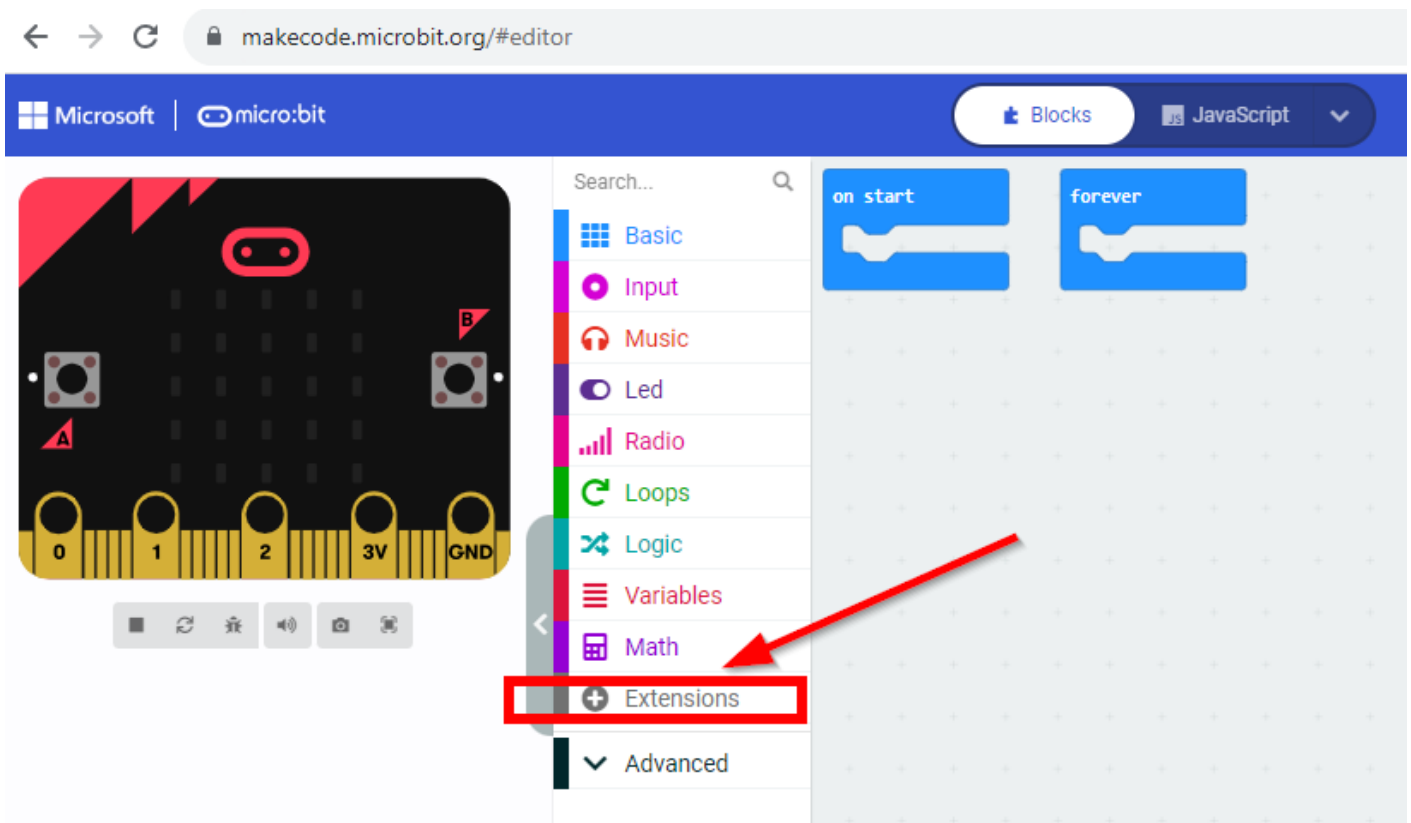 makecode.microbit.org/#editor
Microsoft micro:bit
Blocks
JS JavaScript
Search...
Basic
Input
Music
Led
Radio
Loops
Logic
Variables
Math
Extensions
Advanced
on start
forever
B
A
0 1 2 3V GND